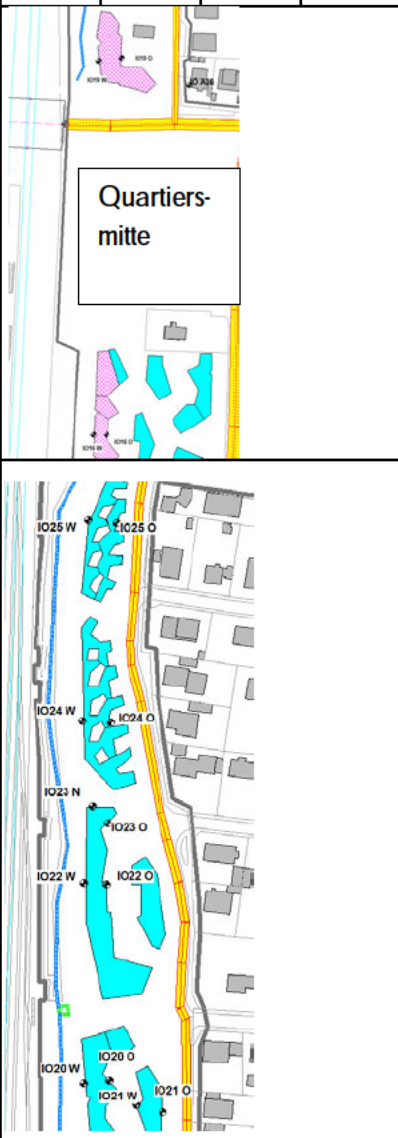 IO19 O
IO19 W
IO A36
Quartiers-
mitte
IO16 W
IO16 O
IO25 W
IO25 O
IO24 W
IO24 O
IO23 N
IO23 O
IO22 W
IO22 O
IO20 O
IO20 W
IO21 W
IO21 O